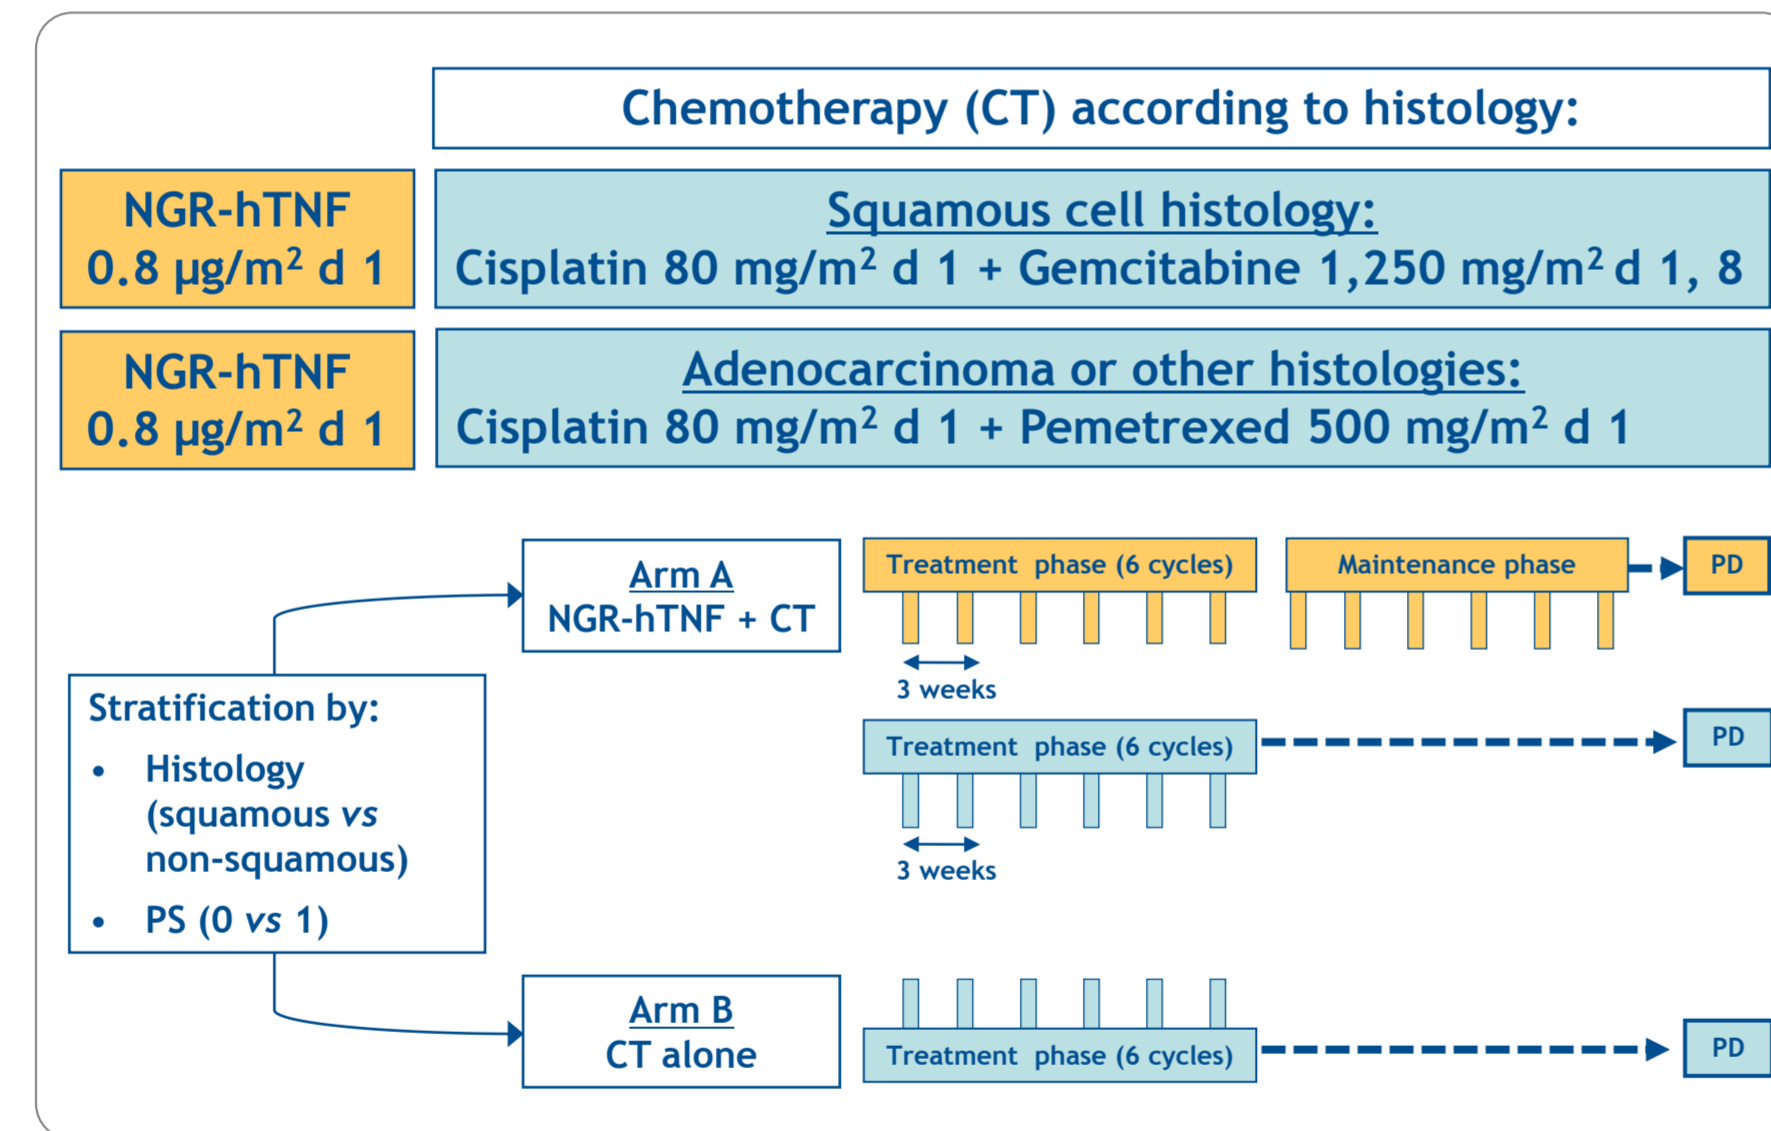 Chemotherapy (CT) according to histology:
NGR-hTNF
0.8 µg/m² d 1
Squamous cell histology:
Cisplatin 80 mg/m² d 1 + Gemcitabine 1,250 mg/m² d 1, 8
NGR-hTNF
0.8 µg/m² d 1
Adenocarcinoma or other histologies:
Cisplatin 80 mg/m² d 1 + Pemetrexed 500 mg/m² d 1
Arm A
NGR-hTNF + CT
Treatment phase (6 cycles)
Maintenance phase
PD
3 weeks
Treatment phase (6 cycles)
PD
3 weeks
Stratification by:
• Histology
(squamous vs
non-squamous)
• PS (0 vs 1)
Arm B
CT alone
Treatment phase (6 cycles)
PD